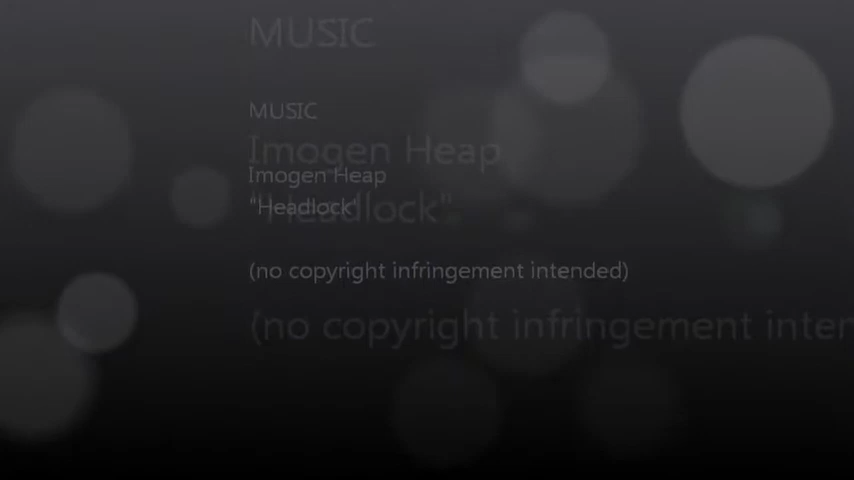 MUSIC
MUSIC
Imogen Heap
Imogen Heap
"Headlock"
"Headlock"
(no copyright infringement intended)
(no copyright infringement inten